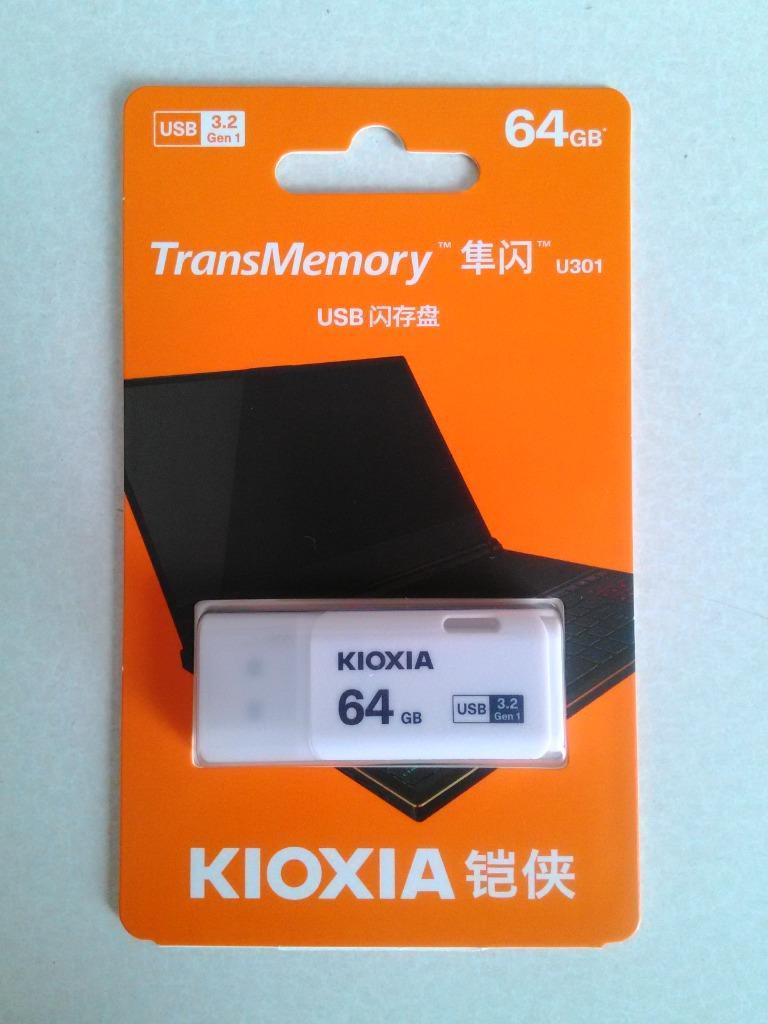 USB 3.2 Gen 1
64GB*
TransMemory™ 隼闪™ U301
USB 闪存盘
KIOXIA
64 GB
USB 3.2 Gen 1
KIOXIA 铠侠